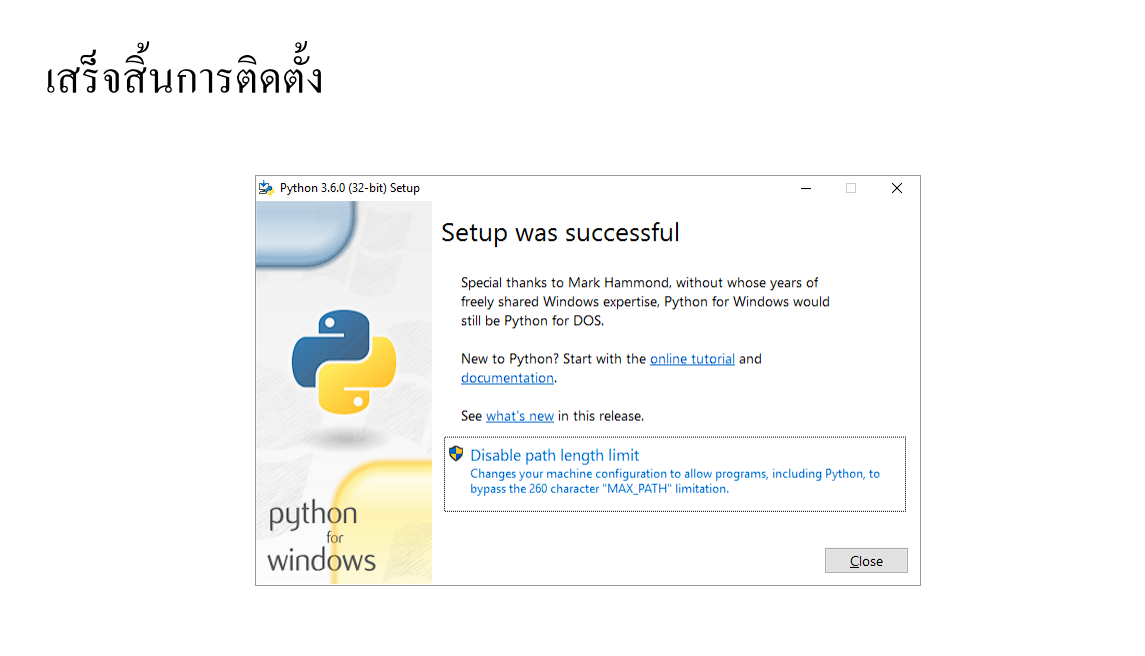 เสร็จสิ้นการติดตั้ง
Python 3.6.0 (32-bit) Setup
Setup was successful
Special thanks to Mark Hammond, without whose years of
freely shared Windows expertise, Python for Windows would
still be Python for DOS.
New to Python? Start with the online tutorial and
documentation.
See what's new in this release.
Disable path length limit
Changes your machine configuration to allow programs, including Python, to
bypass the 260 character "MAX_PATH" limitation.
python
for
windows
Close